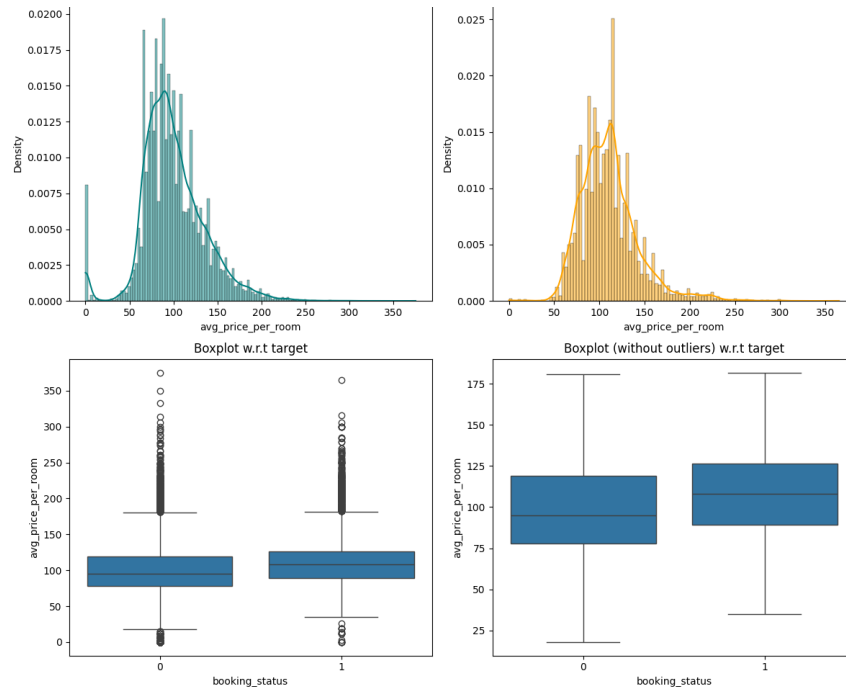 0.0200
0.0175
0.0150
0.0125
0.0100
0.0075
0.0050
0.0025
0.0000
Density
0 50 100 150 200 250 300 350
avg_price_per_room
0.025
0.020
0.015
0.010
0.005
0.000
Density
0 50 100 150 200 250 300 350
avg_price_per_room
Boxplot w.r.t target
350
300
250
200
150
100
50
0
avg_price_per_room
0 1
booking_status
Boxplot (without outliers) w.r.t target
175
150
125
100
75
50
25
avg_price_per_room
0 1
booking_status